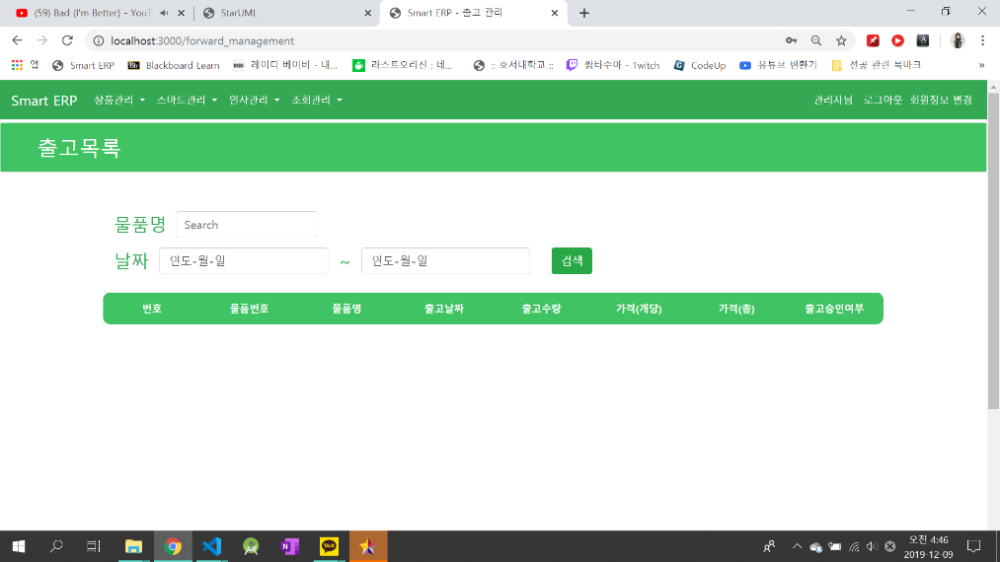 (59) Bad (I'm Better) - YouT
StarUML
Smart ERP - 출고 관리
localhost:3000/forward_management
앱
Smart ERP
Blackboard Learn
레이디 베이비 - 내...
라스트오리진 : 네...
:: 호서대학교 ::
쌈타수아 - Twitch
CodeUp
유튜브 변환기
전공 관련 북마크
»
Smart ERP 상품관리 스마트관리 인사관리 조회관리 관리자님 로그아웃 회원정보 변경
출고목록
물품명 Search
날짜 연도-월-일 ~ 연도-월-일 검색
번호 물품번호 물품명 출고날짜 출고수량 가격(개당) 가격(총) 출고승인여부
오전 4:46
2019-12-09